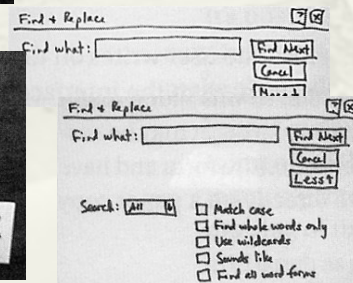 Find & Replace ? X
Find what: Find Next
Cancel
More↓
Find & Replace ? X
Find what: Find Next
Cancel
Less↑
Search: All ↓
Match case
Find whole words only
Use wildcards
Sounds like
Find all word forms